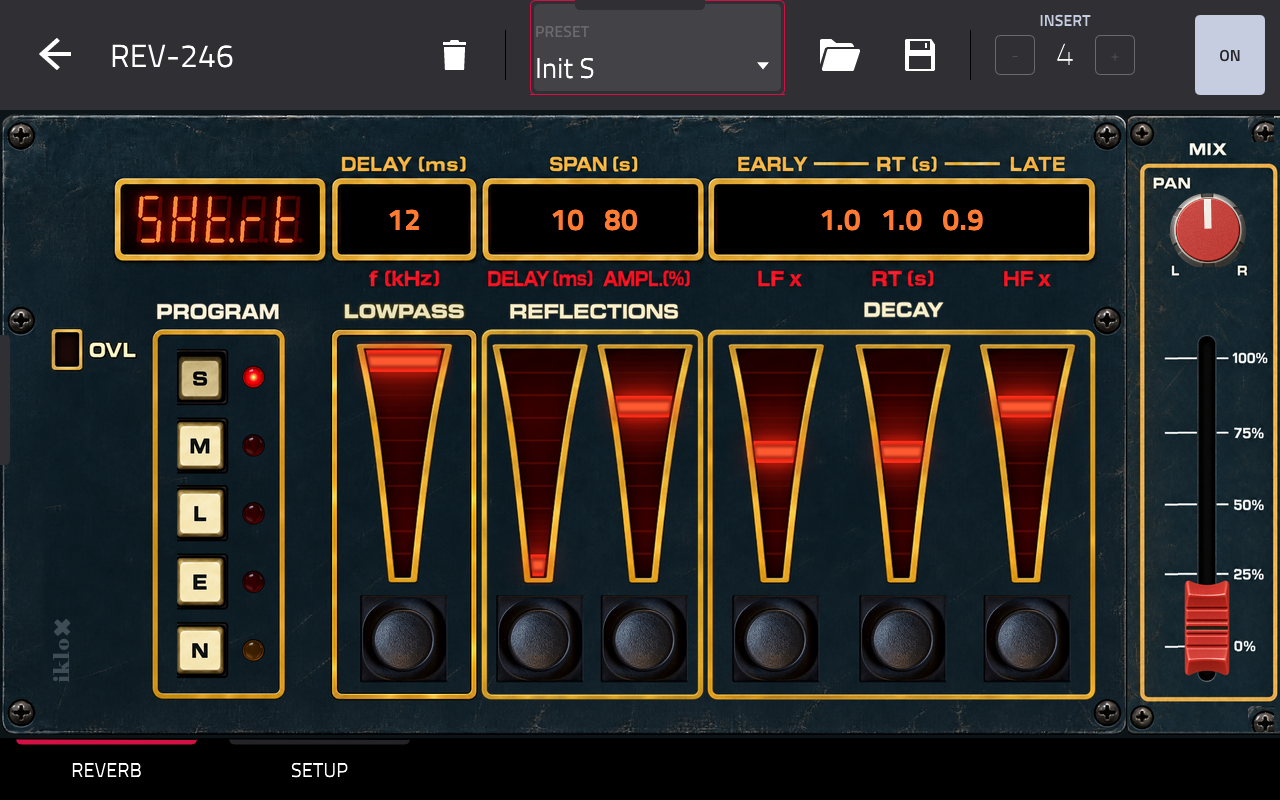 REV-246
PRESET
Init S
INSERT
- 4 +
ON
DELAY (ms) SPAN (s) EARLY RT (s) LATE
SHt.rt 12 10 80 1.0 1.0 0.9
f (kHz) DELAY (ms) AMPL.(%) LF x RT (s) HF x
PROGRAM LOWPASS REFLECTIONS DECAY
OVL
S
M
L
E
N
iklox
MIX
PAN
L R
100%
75%
50%
25%
0%
REVERB SETUP